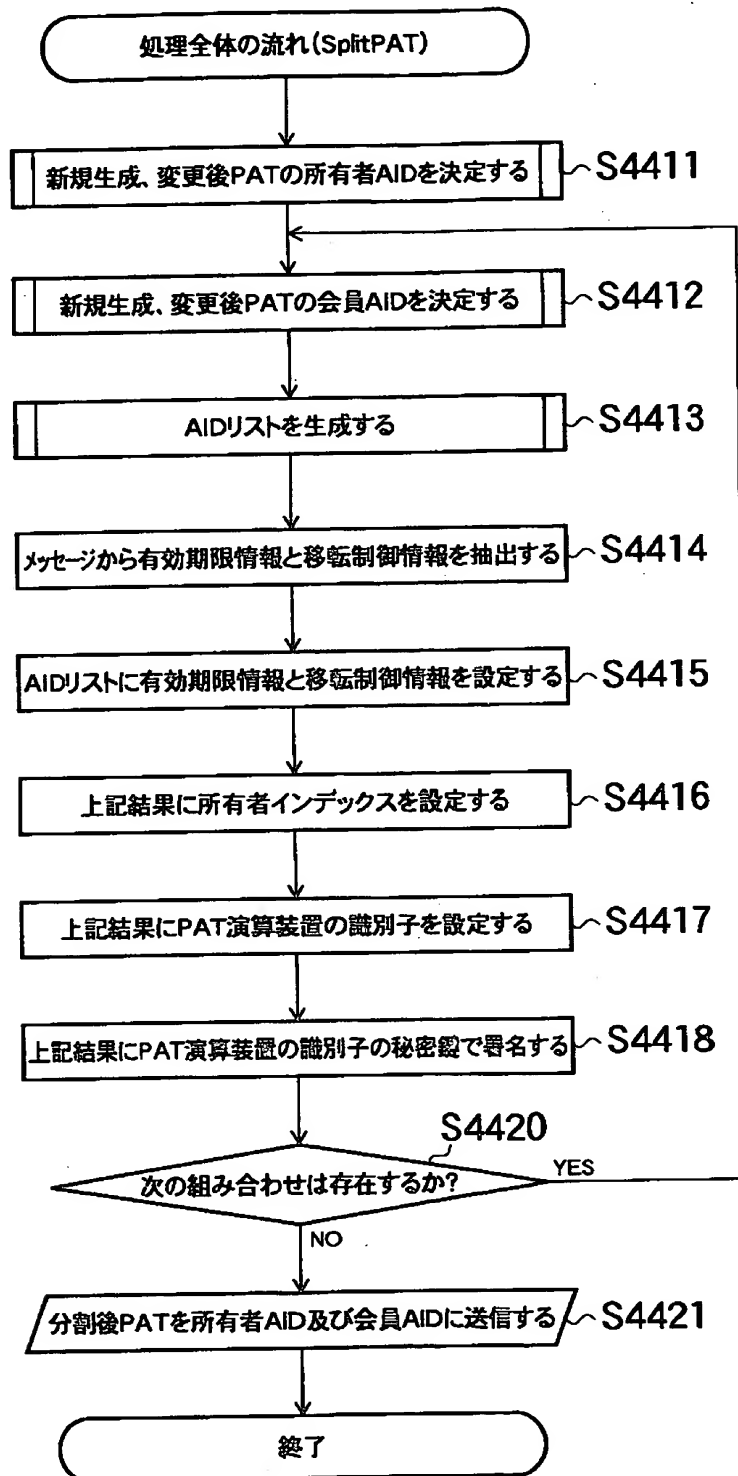 処理全体の流れ(SplitPAT)
新規生成、変更後PATの所有者AIDを決定する
S4411
新規生成、変更後PATの会員AIDを決定する
S4412
AIDリストを生成する
S4413
メッセージから有効期限情報と移転制御情報を抽出する
S4414
AIDリストに有効期限情報と移転制御情報を設定する
S4415
上記結果に所有者インデックスを設定する
S4416
上記結果にPAT演算装置の識別子を設定する
S4417
上記結果にPAT演算装置の識別子の秘密鍵で署名する
S4418
S4420
次の組み合わせは存在するか?
YES
NO
分割後PATを所有者AID及び会員AIDに送信する
S4421
終了